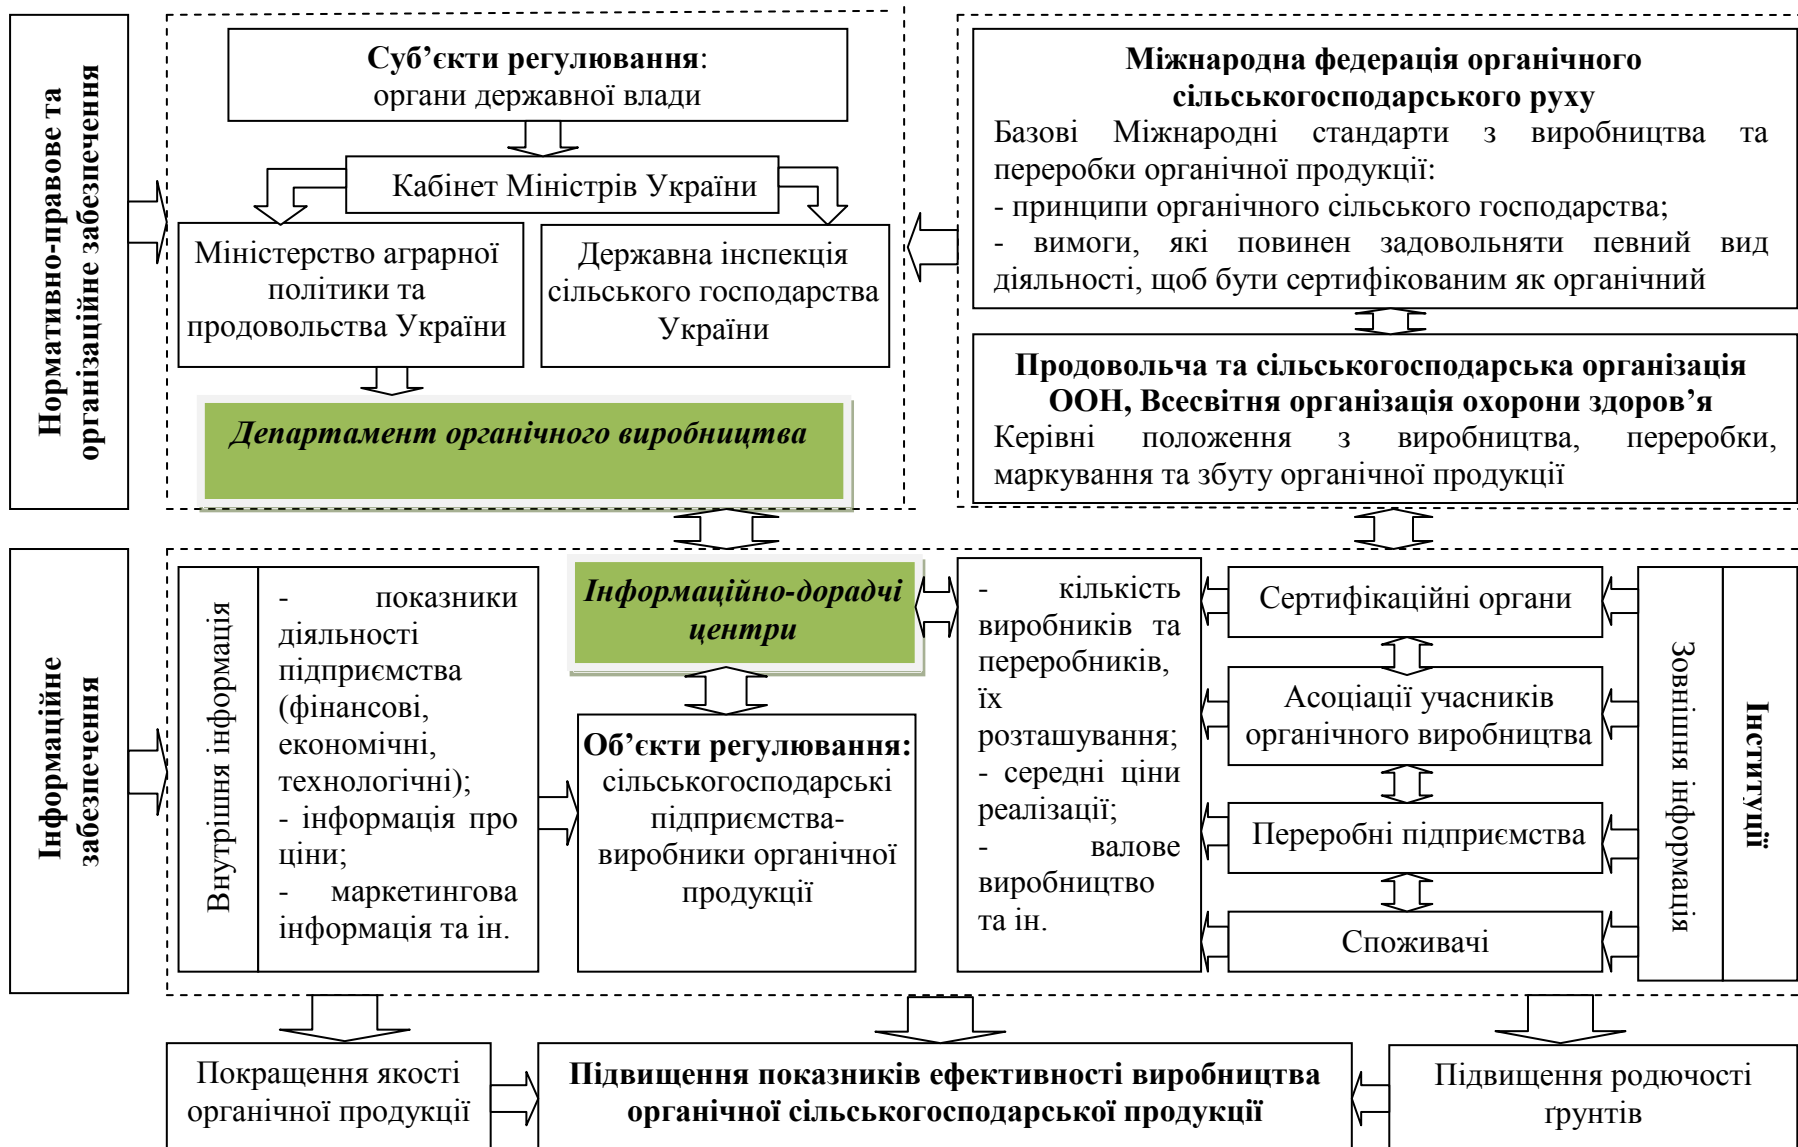 Нормативно-правове та
організаційне забезпечення
Суб’єкти регулювання:
органи державної влади
Кабінет Міністрів України
Міністерство аграрної
політики та
продовольства України
Державна інспекція
сільського господарства
України
Департамент органічного виробництва
Міжнародна федерація органічного
сільськогосподарського руху
Базові Міжнародні стандарти з виробництва та
переробки органічної продукції:
- принципи органічного сільського господарства;
- вимоги, які повинен задовольняти певний вид
діяльності, щоб бути сертифікованим як органічний
Продовольча та сільськогосподарська організація
ООН, Всесвітня організація охорони здоров’я
Керівні положення з виробництва, переробки,
маркування та збуту органічної продукції
Інформаційне
забезпечення
Внутрішня інформація
- показники
діяльності
підприємства
(фінансові,
економічні,
технологічні);
- інформація про
ціни;
- маркетингова
інформація та ін.
Інформаційно-дорадчі
центри
Об’єкти регулювання:
сільськогосподарські
підприємства-
виробники органічної
продукції
- кількість
виробників та
переробників,
їх
розташування;
- середні ціни
реалізації;
- валове
виробництво
та ін.
Сертифікаційні органи
Асоціації учасників
органічного виробництва
Переробні підприємства
Споживачі
Зовнішня інформація
Інституції
Покращення якості
органічної продукції
Підвищення показників ефективності виробництва
органічної сільськогосподарської продукції
Підвищення родючості
ґрунтів